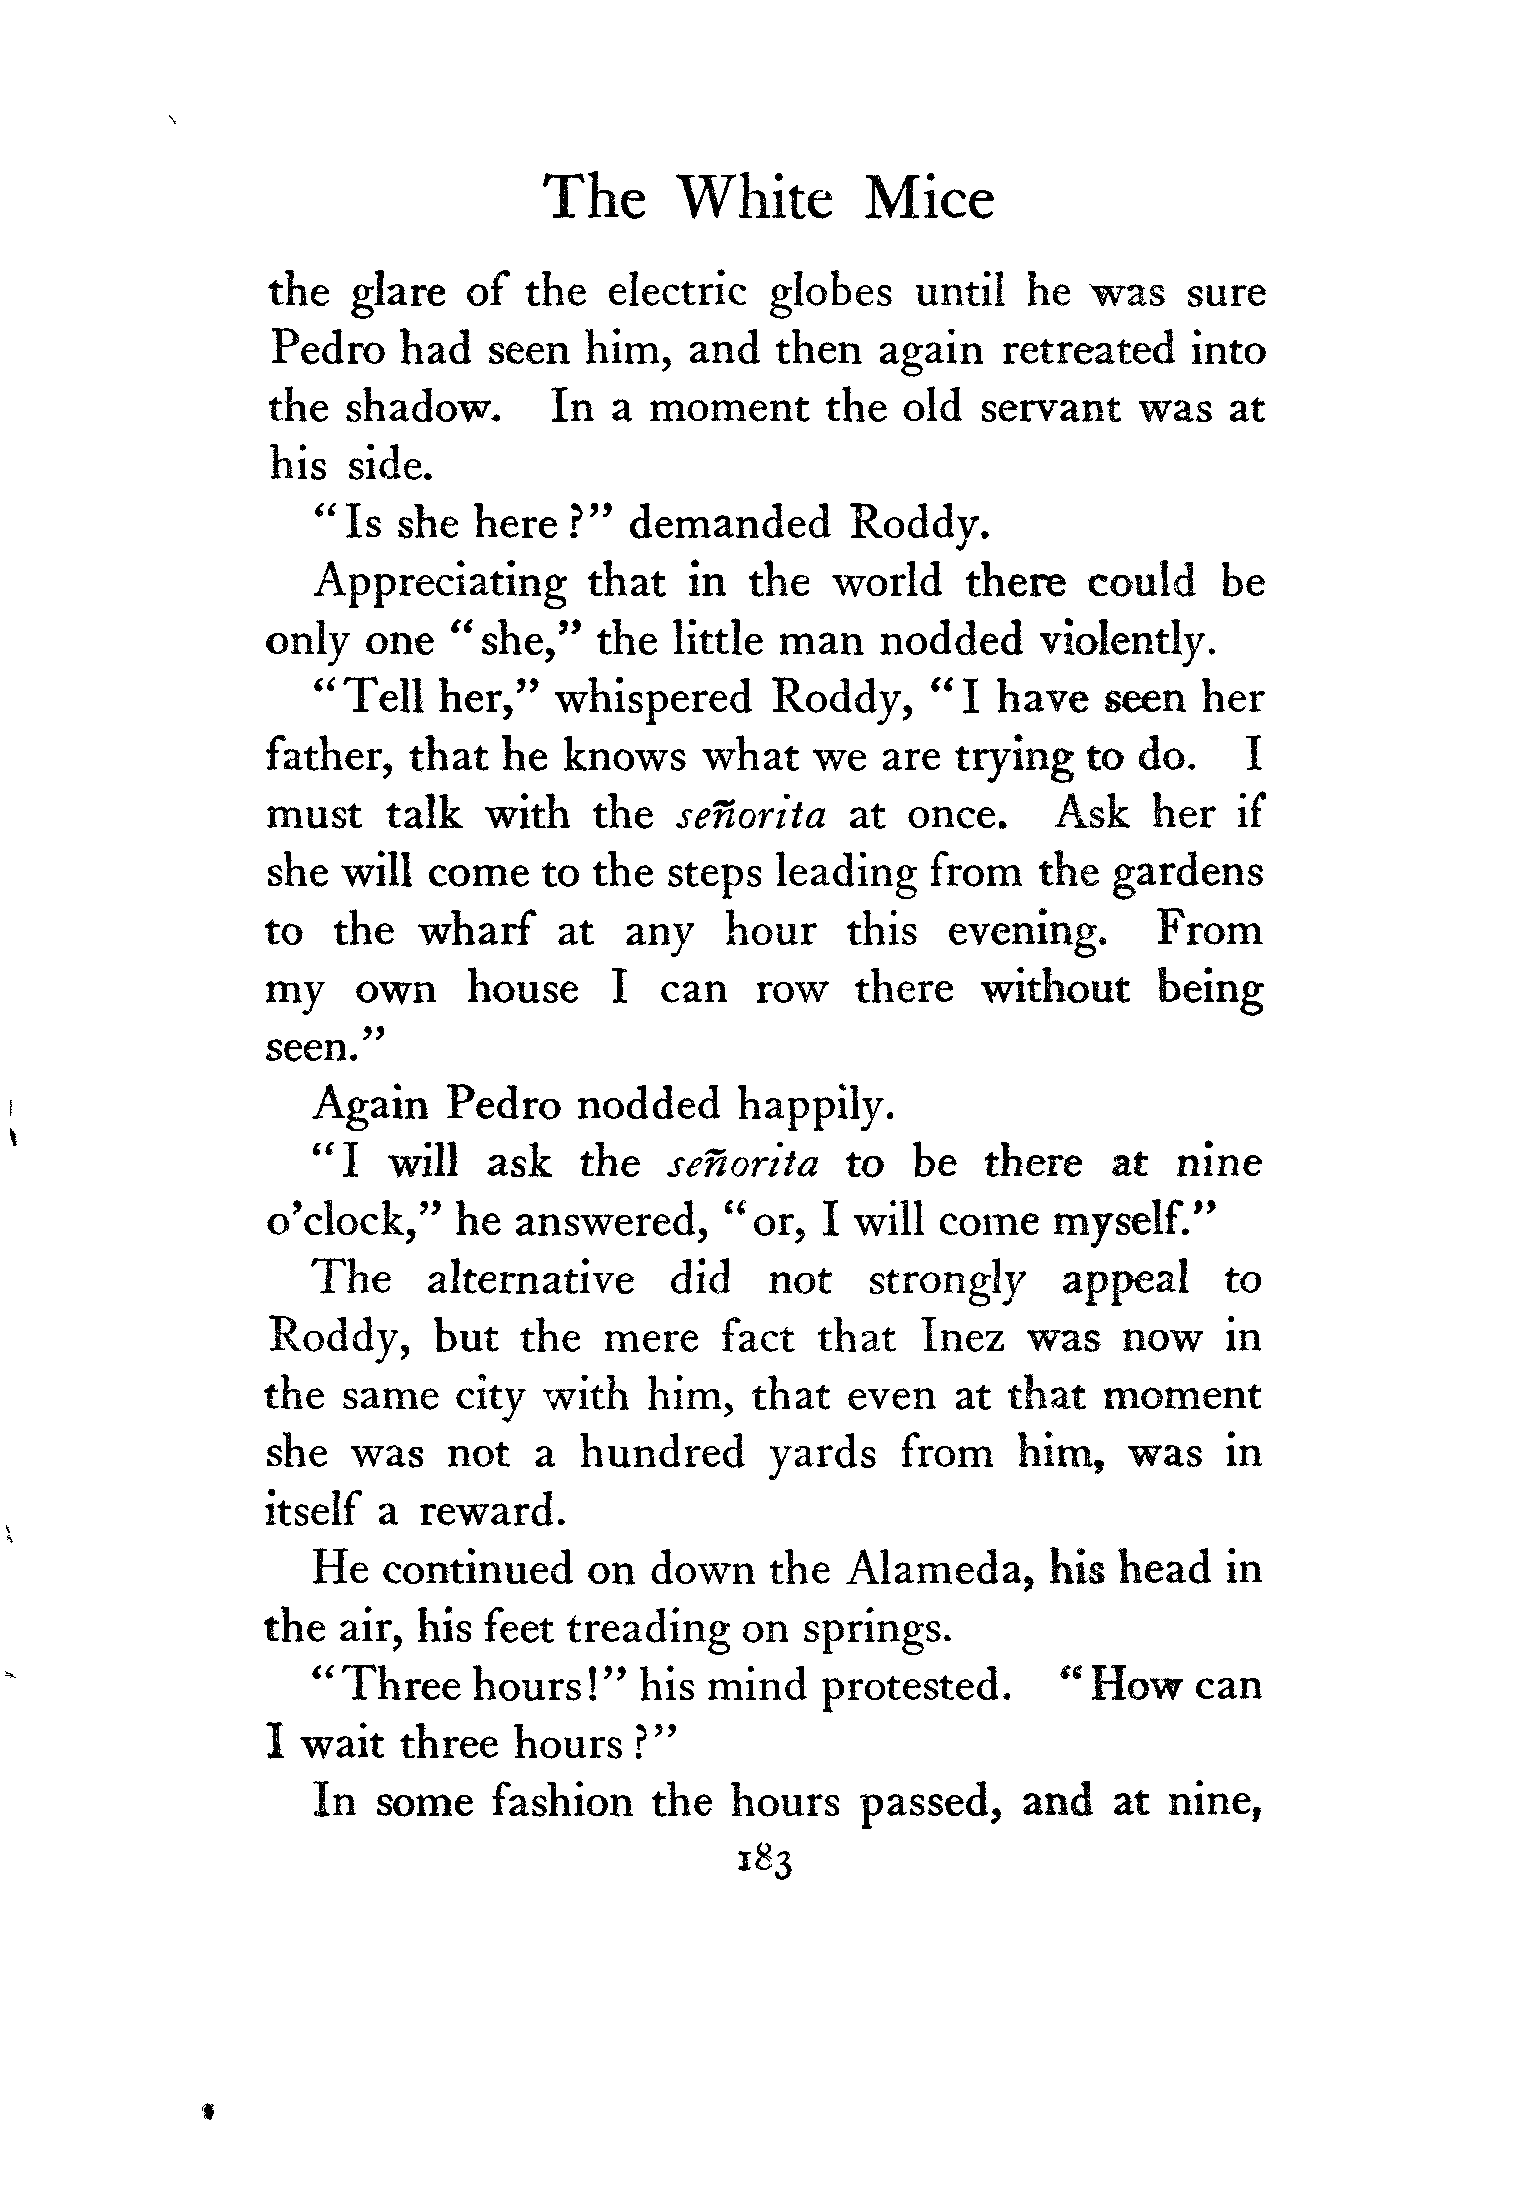 The White Mice
the glare of the electric globes until he was sure
Pedro had seen him, and then again retreated into
the shadow. In a moment the old servant was at
his side.
“Is she here?” demanded Roddy.
Appreciating that in the world there could be
only one “she,” the little man nodded violently.
“Tell her,” whispered Roddy, “I have seen her
father, that he knows what we are trying to do. I
must talk with the señorita at once. Ask her if
she will come to the steps leading from the gardens
to the wharf at any hour this evening. From
my own house I can row there without being
seen.”
Again Pedro nodded happily.
“I will ask the señorita to be there at nine
o’clock,” he answered, “or, I will come myself.”
The alternative did not strongly appeal to
Roddy, but the mere fact that Inez was now in
the same city with him, that even at that moment
she was not a hundred yards from him, was in
itself a reward.
He continued on down the Alameda, his head in
the air, his feet treading on springs.
“Three hours!” his mind protested. “How can
I wait three hours?”
In some fashion the hours passed, and at nine,
183